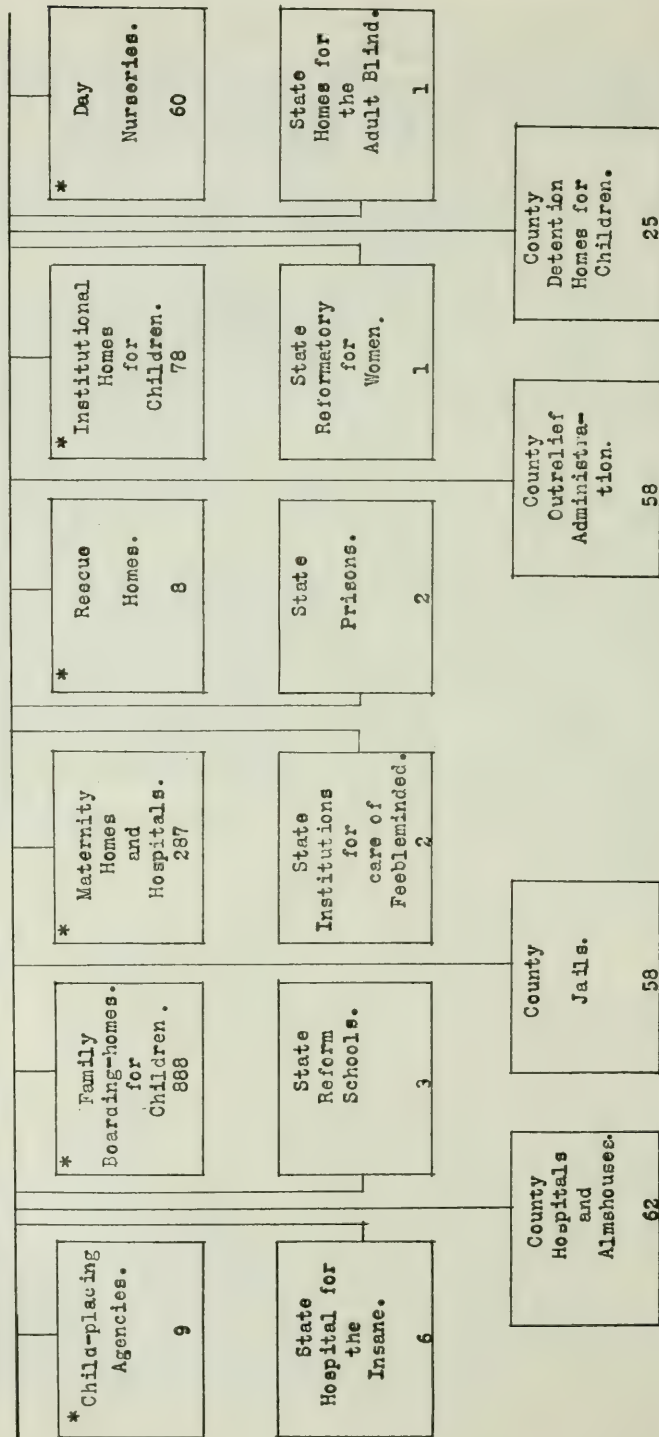 * Child-placing
Agencies.
9
*
Family
Boarding-homes.
for
Children.
888
*
Maternity
Homes
and
Hospitals.
287
*
Rescue
Homes.
8
* Institutional
Homes
for
Children.
78
*
Day
Nurseries.
60
State
Hospital for
the
Insane.
6
State
Reform
Schools.
3
State
Institutions
for
care of
Feebleminded.
2
State
Prisons.
2
State
Reformatory
for
Women.
1
State
Homes for
the
Adult Blind.
1
County
Hospitals
and
Almshouses.
62
County
Jails.
58
County
Outrelief
Administra-
tion.
58
County
Detention
Homes for
Children.
25